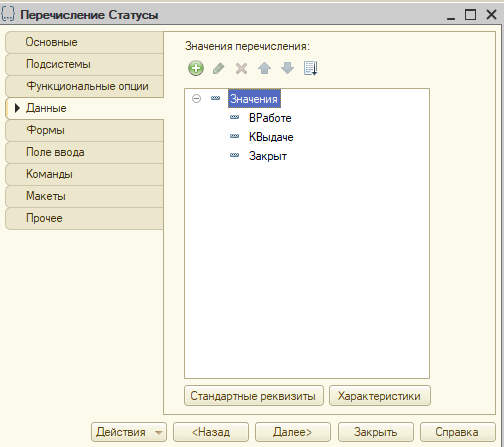 Перечисление Статусы
Основные
Подсистемы
Функциональные опции
Данные
Формы
Поле ввода
Команды
Макеты
Прочее
Значения перечисления:
Значения
ВРаботе
КВыдаче
Закрыт
Стандартные реквизиты
Характеристики
Действия
<Назад
Далее>
Закрыть
Справка